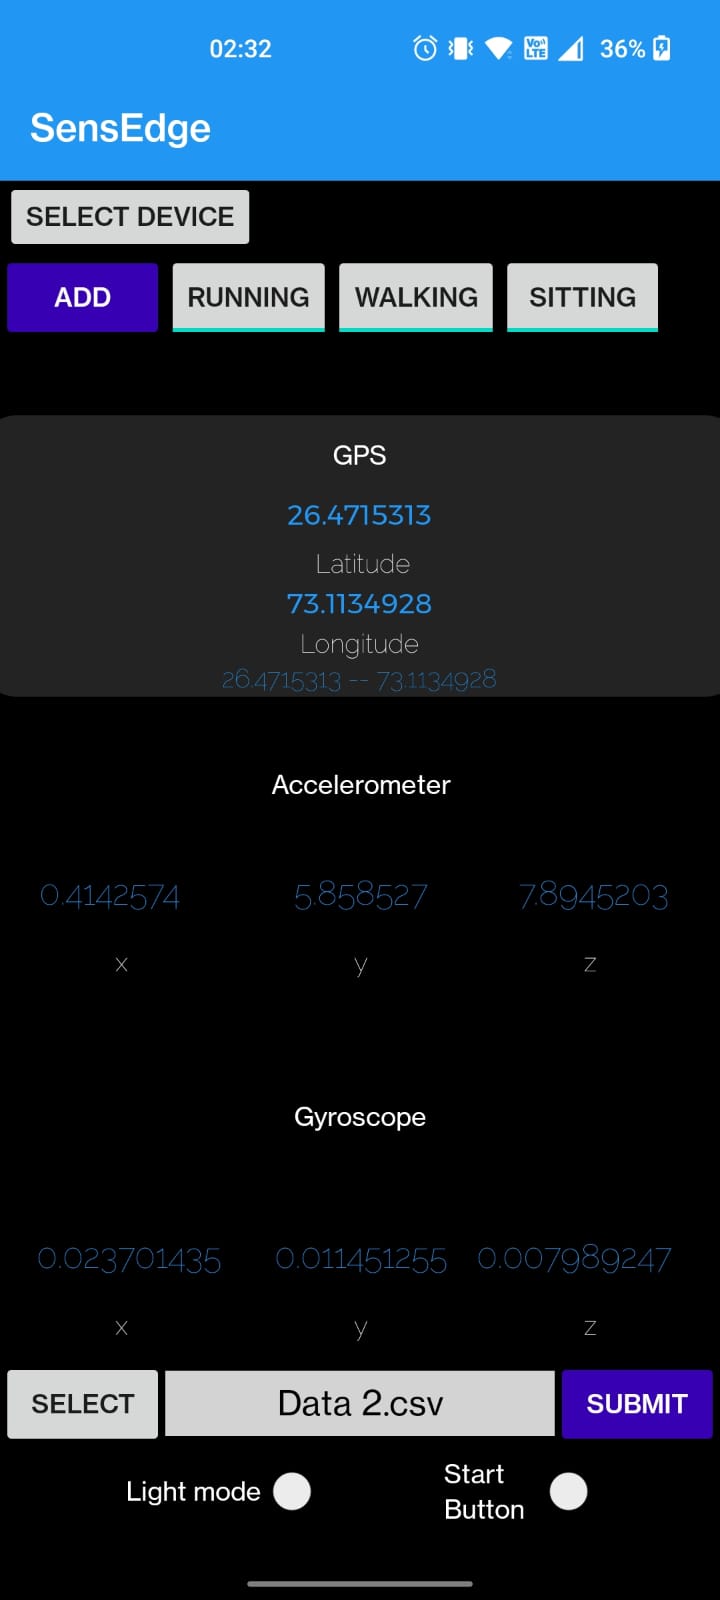 02:32 Vo)) LTE 36%
SensEdge
SELECT DEVICE
ADD RUNNING WALKING SITTING
GPS
26.4715313
Latitude
73.1134928
Longitude
26.4715313 -- 73.1134928
Accelerometer
0.4142574 5.858527 7.8945203
x y z
Gyroscope
0.023701435 0.011451255 0.007989247
x y z
SELECT Data 2.csv SUBMIT
Light mode Start
Button